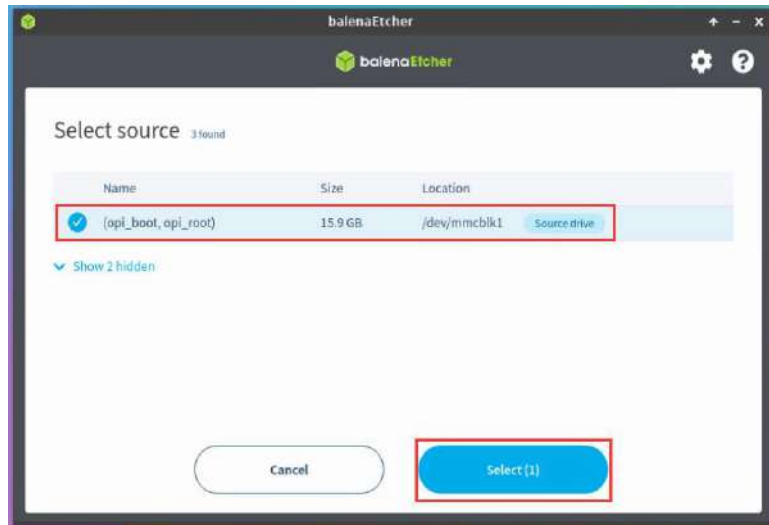 balenaEtcher
balenaEtcher
Select source 3 found
Name Size Location
(opi_boot, opi_root) 15.9 GB /dev/mmcblk1 Source drive
Show 2 hidden
Cancel Select (1)